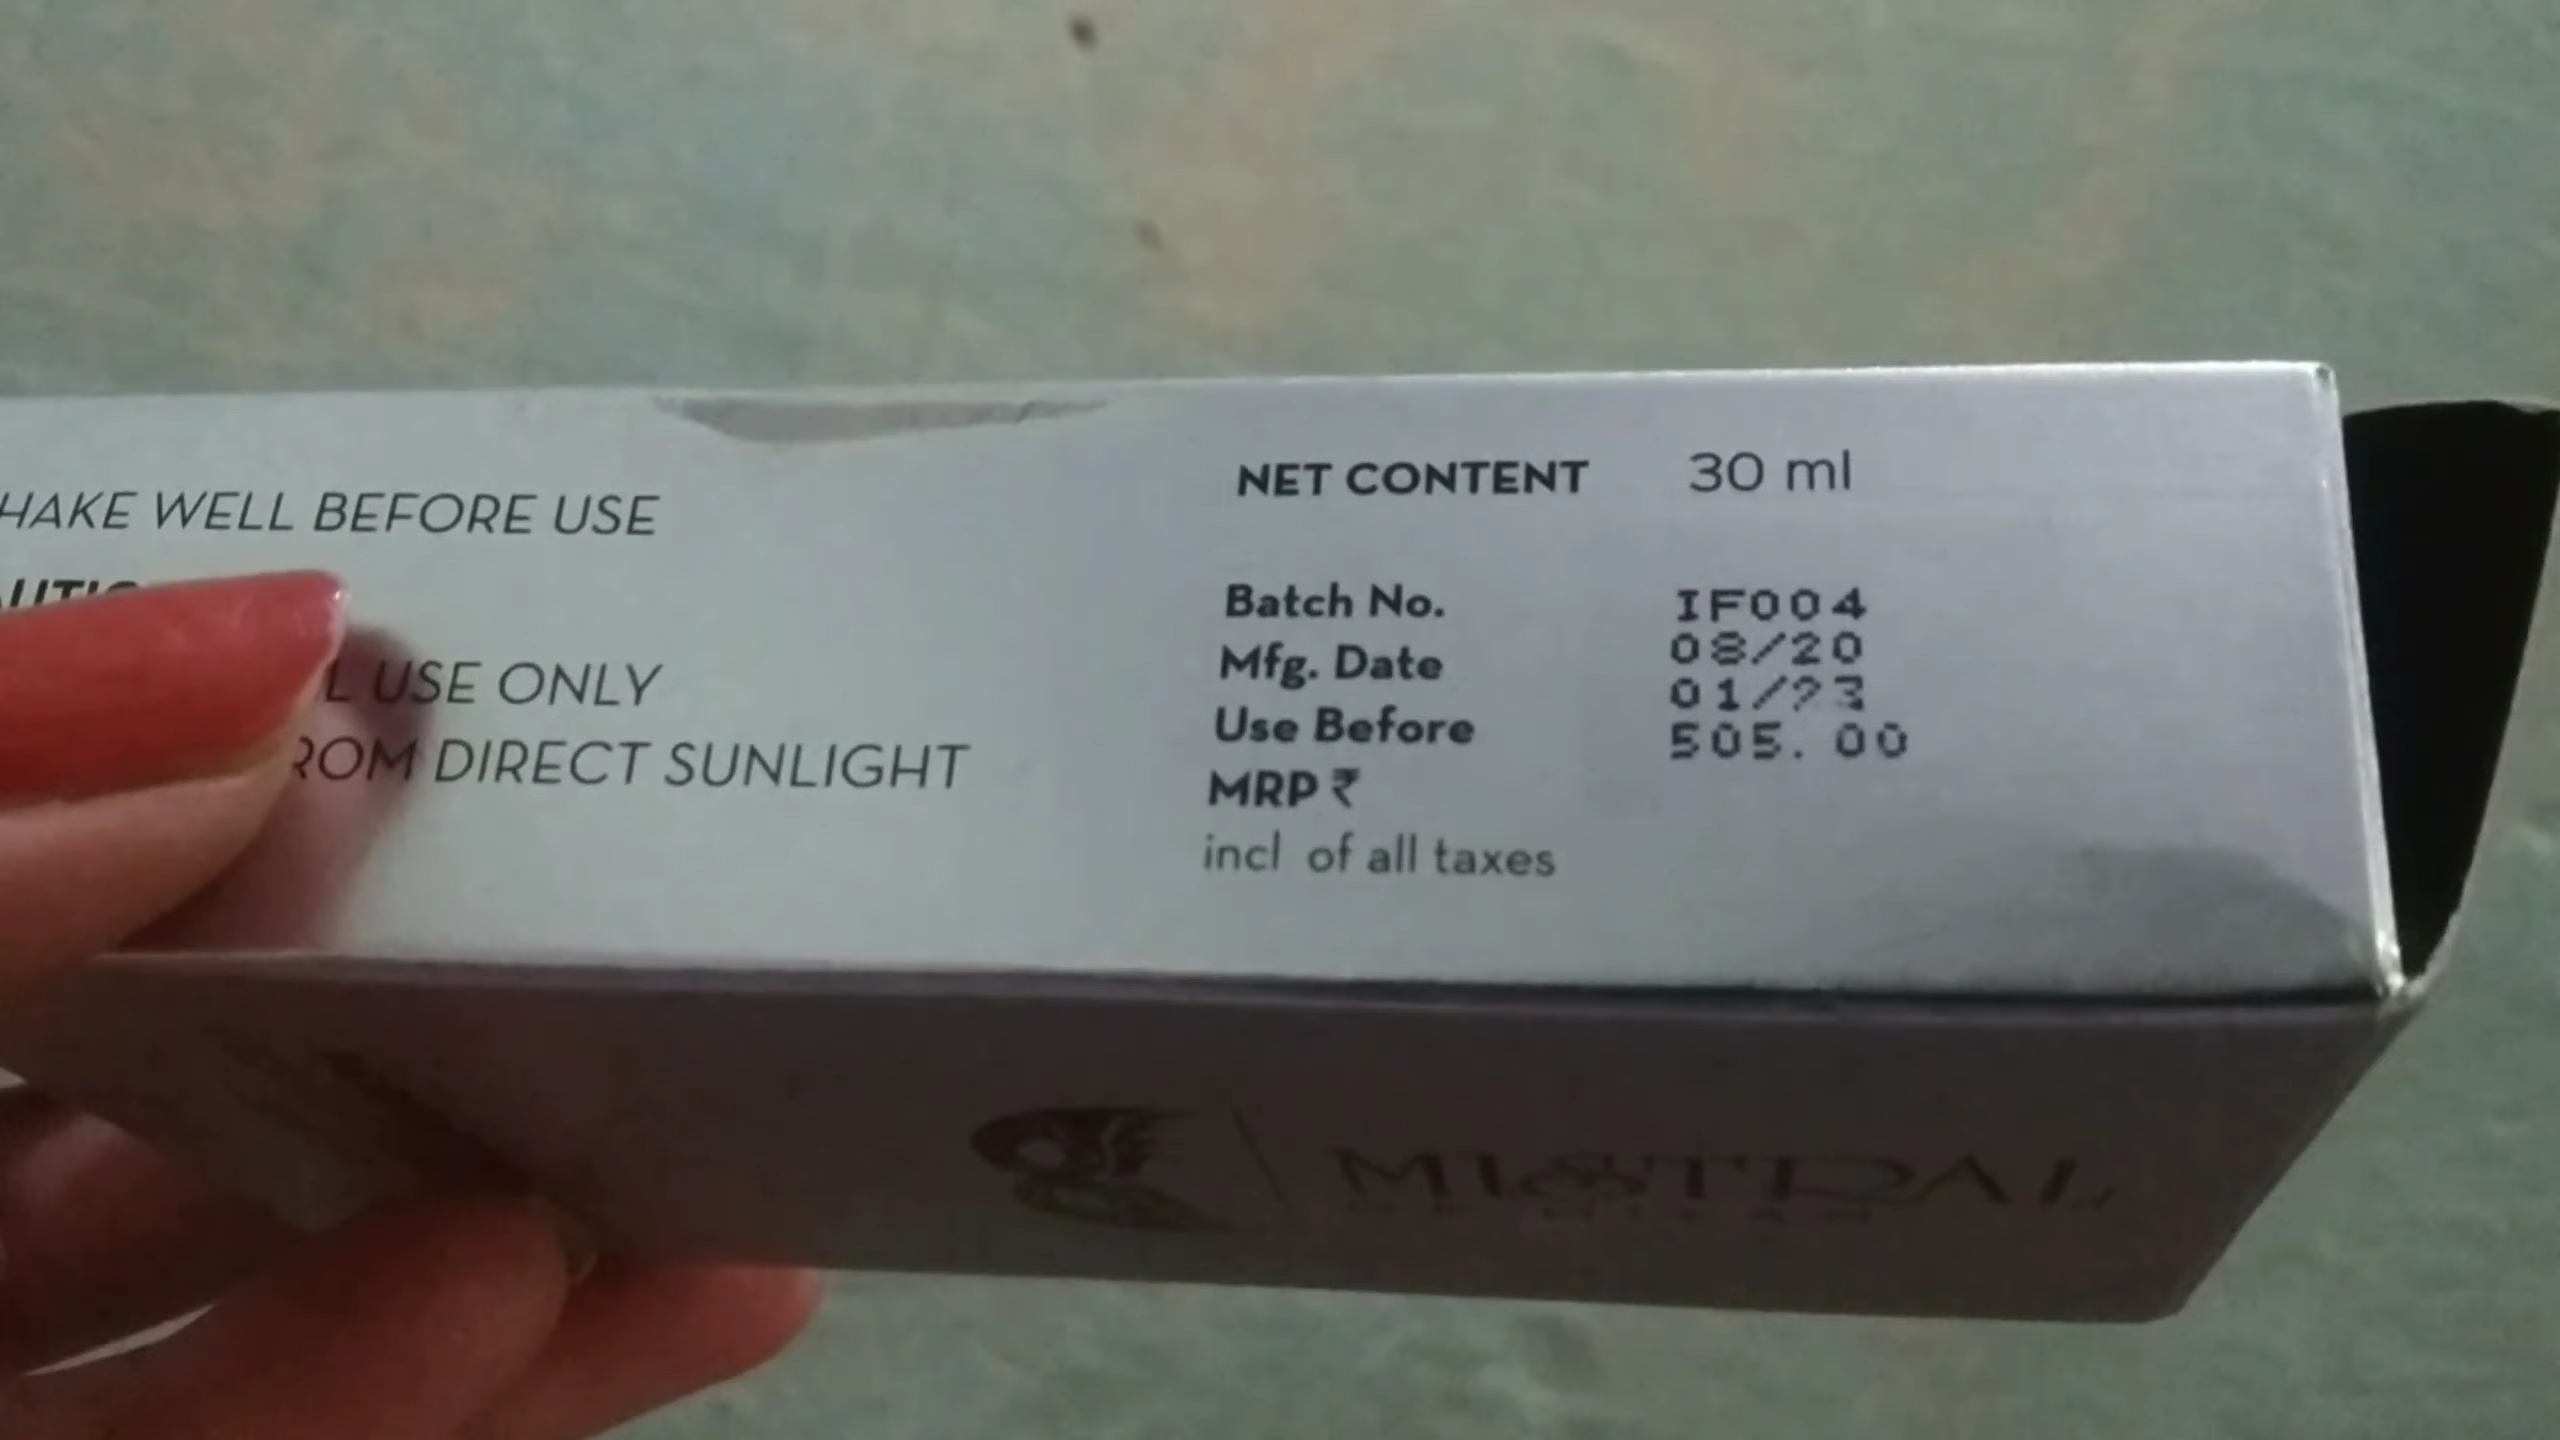 HAKE WELL BEFORE USE
L USE ONLY
ROM DIRECT SUNLIGHT
NET CONTENT 30 ml
Batch No. IF004
Mfg. Date 08/20
Use Before 01/23
MRP ₹ 505.00
incl of all taxes
MISTRAL